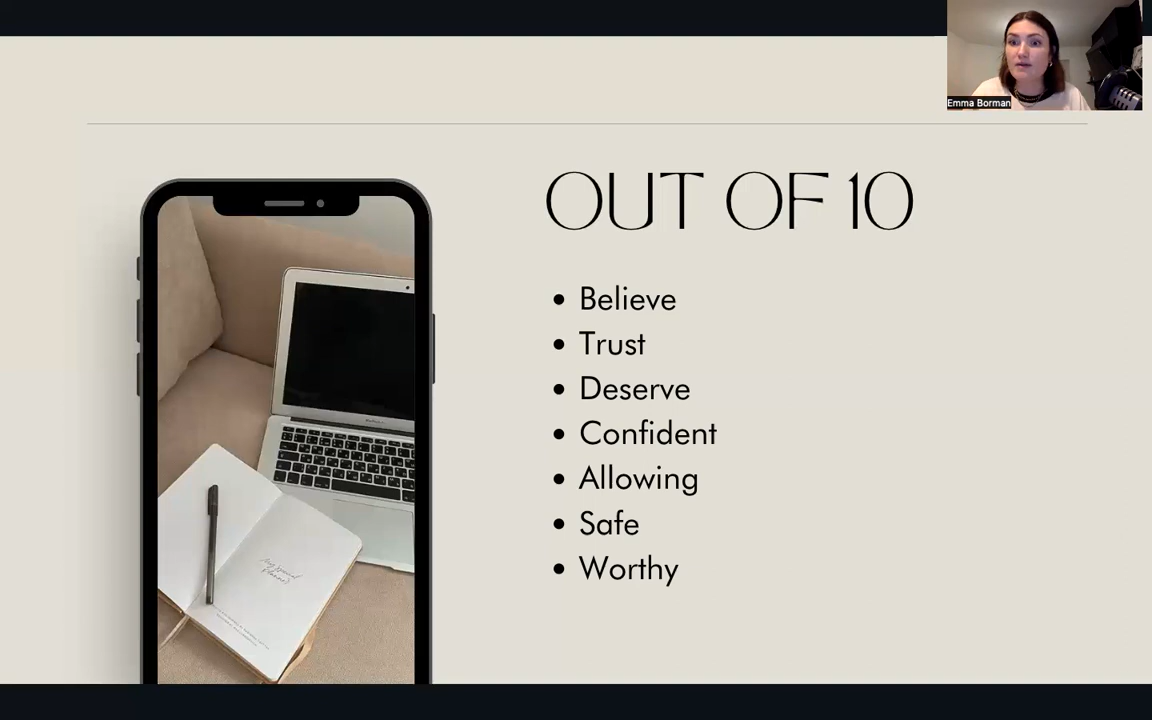 Emma Borman
OUT OF 10
• Believe
• Trust
• Deserve
• Confident
• Allowing
• Safe
• Worthy